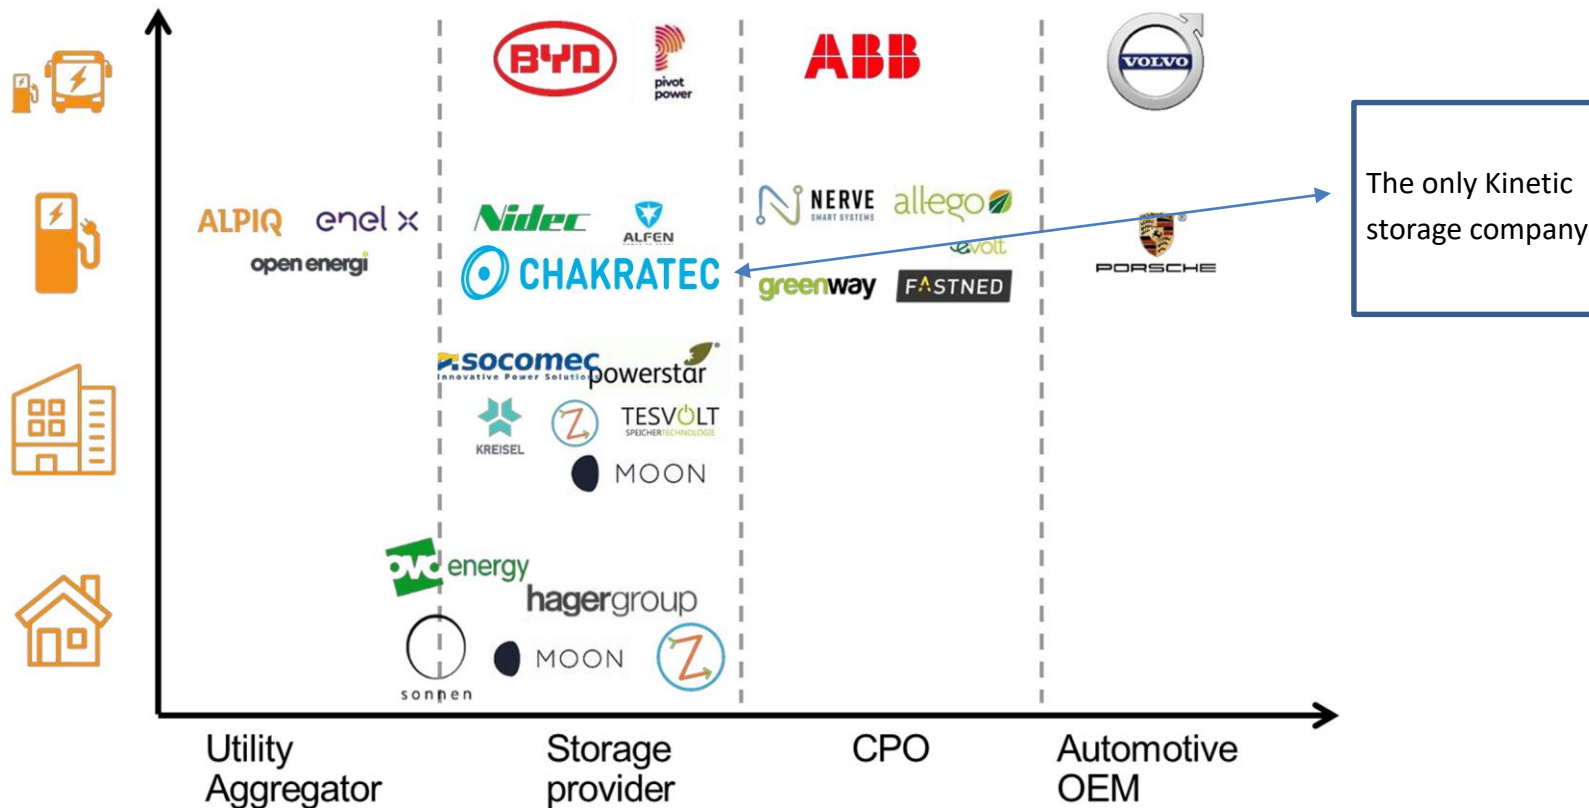 BYD
pivot
power
ABB
VOLVO
ALPIQ
enel x
open energi
Nidec
ALFEN
CHAKRATEC
NERVE
SMART SYSTEMS
allego
evolt
greenway
FASTNED
PORSCHE
The only Kinetic
storage company
socomec
Innovative Power Solutions
powerstar
KREISEL
Z
TESVOLT
SPEICHERTECHNOLOGIE
MOON
ovo energy
hagergroup
sonnen
MOON
Z
Utility
Aggregator
Storage
provider
CPO
Automotive
OEM